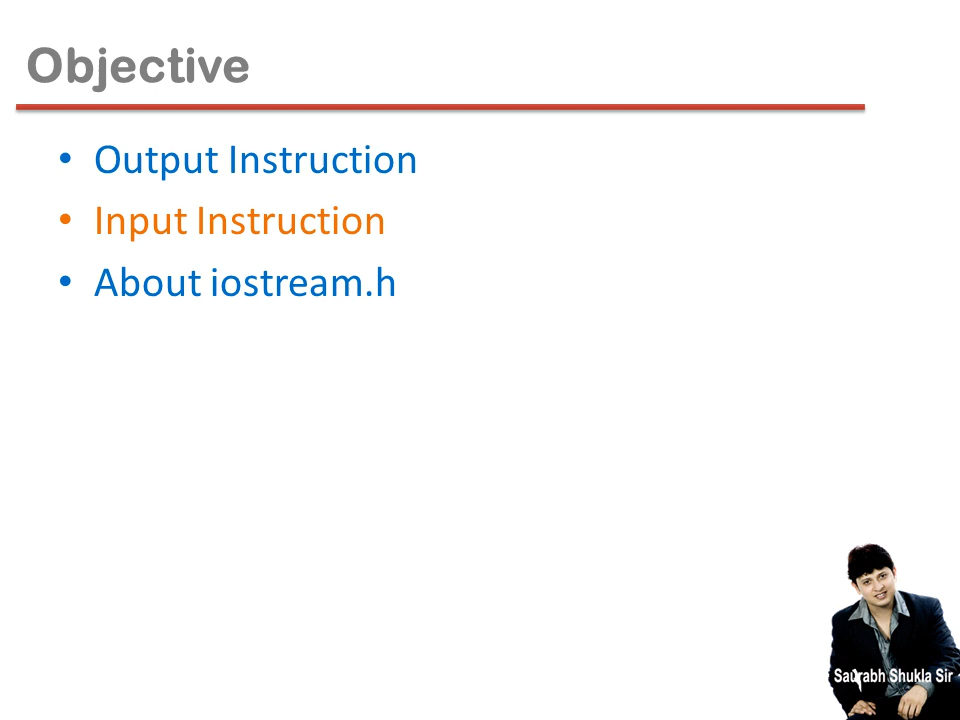 Objective
• Output Instruction
• Input Instruction
• About iostream.h
Saurabh Shukla Sir